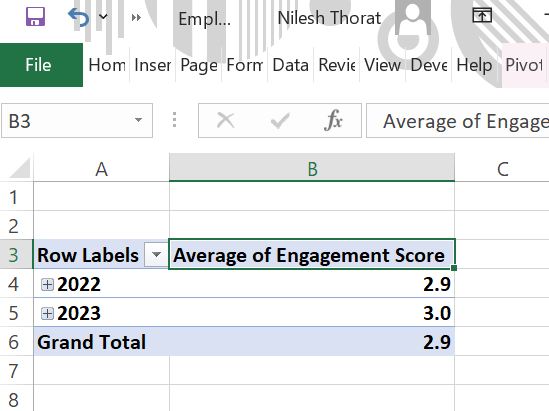 Empl... Nilesh Thorat
File Hom Inser Page Form Data Revie View Deve Help Pivot
B3 fx Average of Engage
A B C
1
2
3 Row Labels Average of Engagement Score
4 2022 2.9
5 2023 3.0
6 Grand Total 2.9
7
8